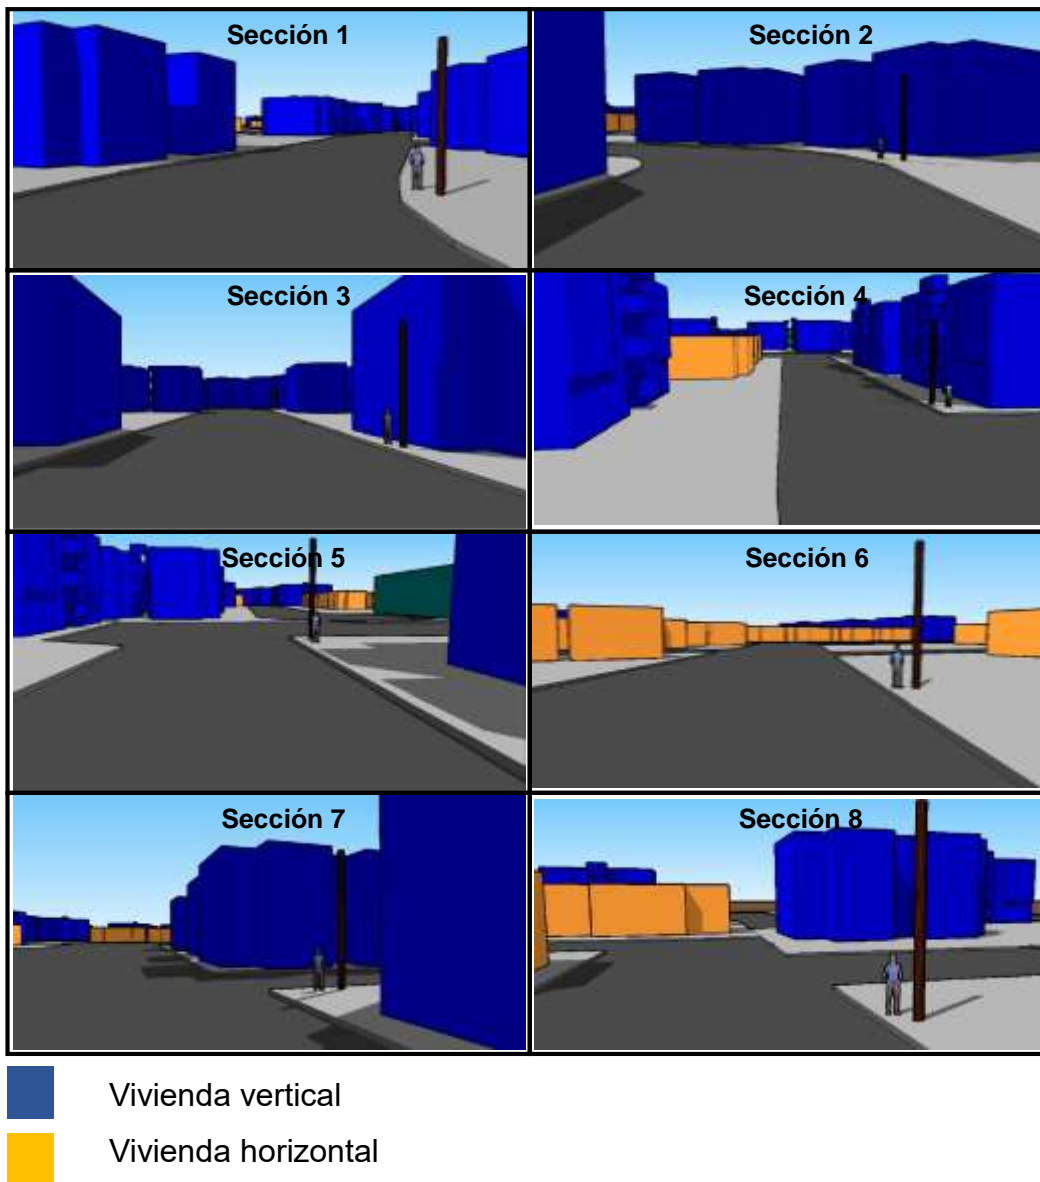 Sección 1
Sección 2
Sección 3
Sección 4
Sección 5
Sección 6
Sección 7
Sección 8
Vivienda vertical
Vivienda horizontal